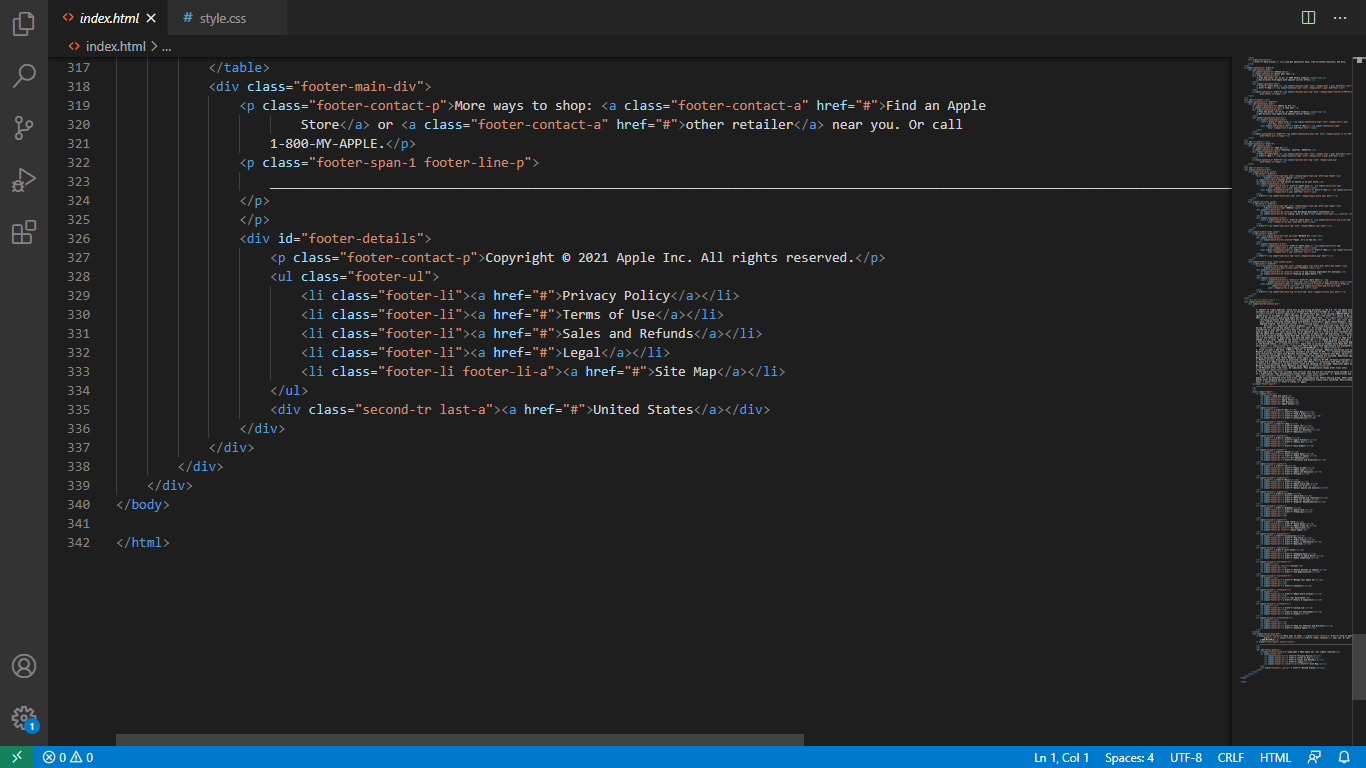 index.html
style.css
index.html > ...
317 </table>
318 <div class="footer-main-div">
319 <p class="footer-contact-p">More ways to shop: <a class="footer-contact-a" href="#">Find an Apple
320 Store</a> or <a class="footer-contact-a" href="#">other retailer</a> near you. Or call
321 1-800-MY-APPLE.</p>
322 <p class="footer-span-1 footer-line-p">
323 ______________________________________________________________
324 </p>
325 </p>
326 <div id="footer-details">
327 <p class="footer-contact-p">Copyright © 2021 Apple Inc. All rights reserved.</p>
328 <ul class="footer-ul">
329 <li class="footer-li"><a href="#">Privacy Policy</a></li>
330 <li class="footer-li"><a href="#">Terms of Use</a></li>
331 <li class="footer-li"><a href="#">Sales and Refunds</a></li>
332 <li class="footer-li"><a href="#">Legal</a></li>
333 <li class="footer-li footer-li-a"><a href="#">Site Map</a></li>
334 </ul>
335 <div class="second-tr last-a"><a href="#">United States</a></div>
336 </div>
337 </div>
338 </div>
339 </div>
340 </body>
341
342 </html>
1
0 0 Ln 1, Col 1 Spaces: 4 UTF-8 CRLF HTML